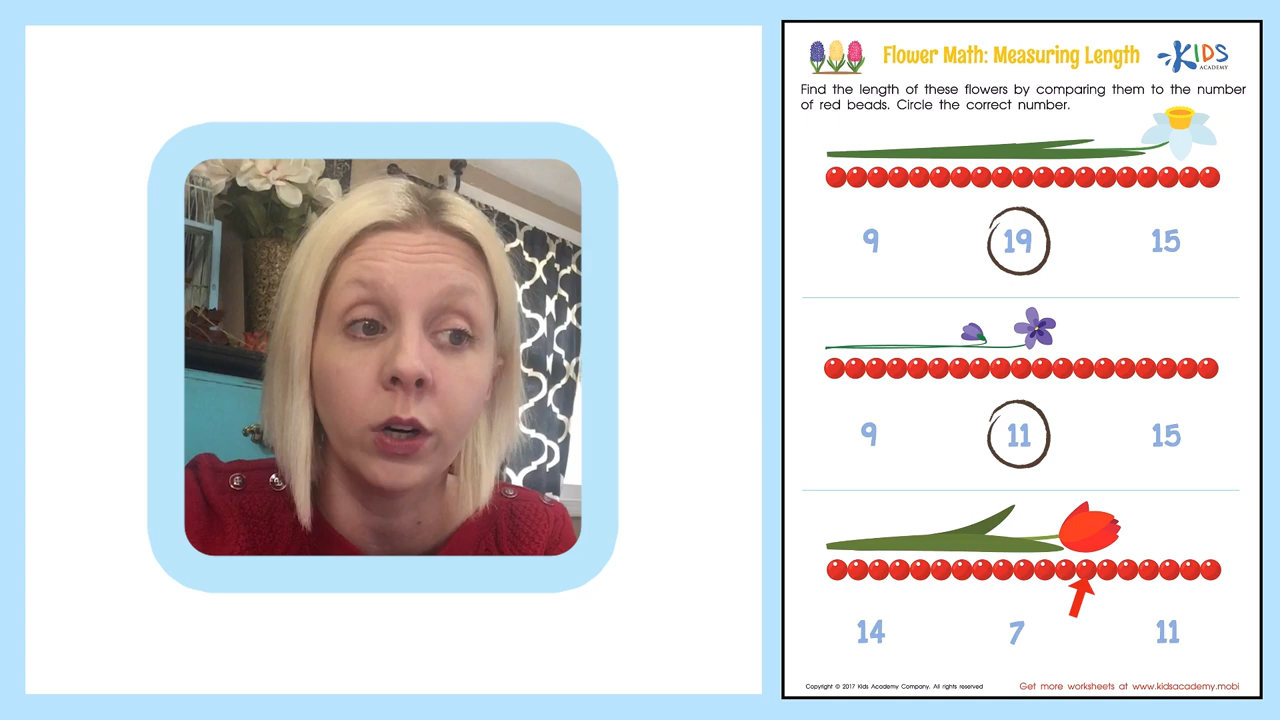 Flower Math: Measuring Length
KIDS
ACADEMY
Find the length of these flowers by comparing them to the number
of red beads. Circle the correct number.
9 19 15
9 11 15
14 7 11
Copyright © 2017 Kids Academy Company. All rights reserved
Get more worksheets at www.kidsacademy.mobi